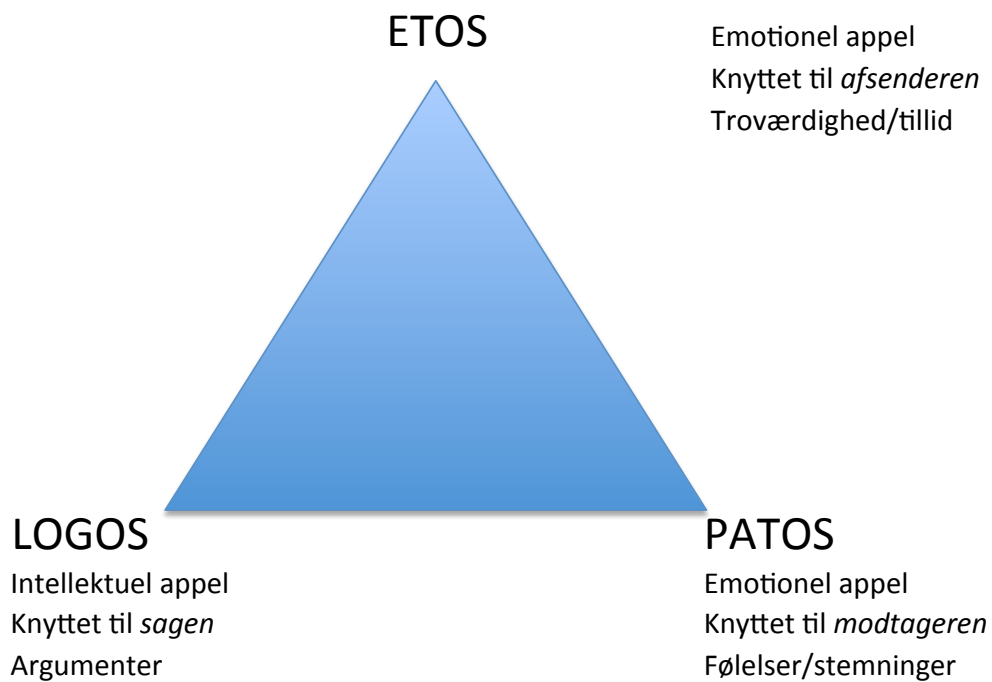 ETOS
Emotionel appel
Knyttet til afsenderen
Troværdighed/tillid
LOGOS
Intellektuel appel
Knyttet til sagen
Argumenter
PATOS
Emotionel appel
Knyttet til modtageren
Følelser/stemninger